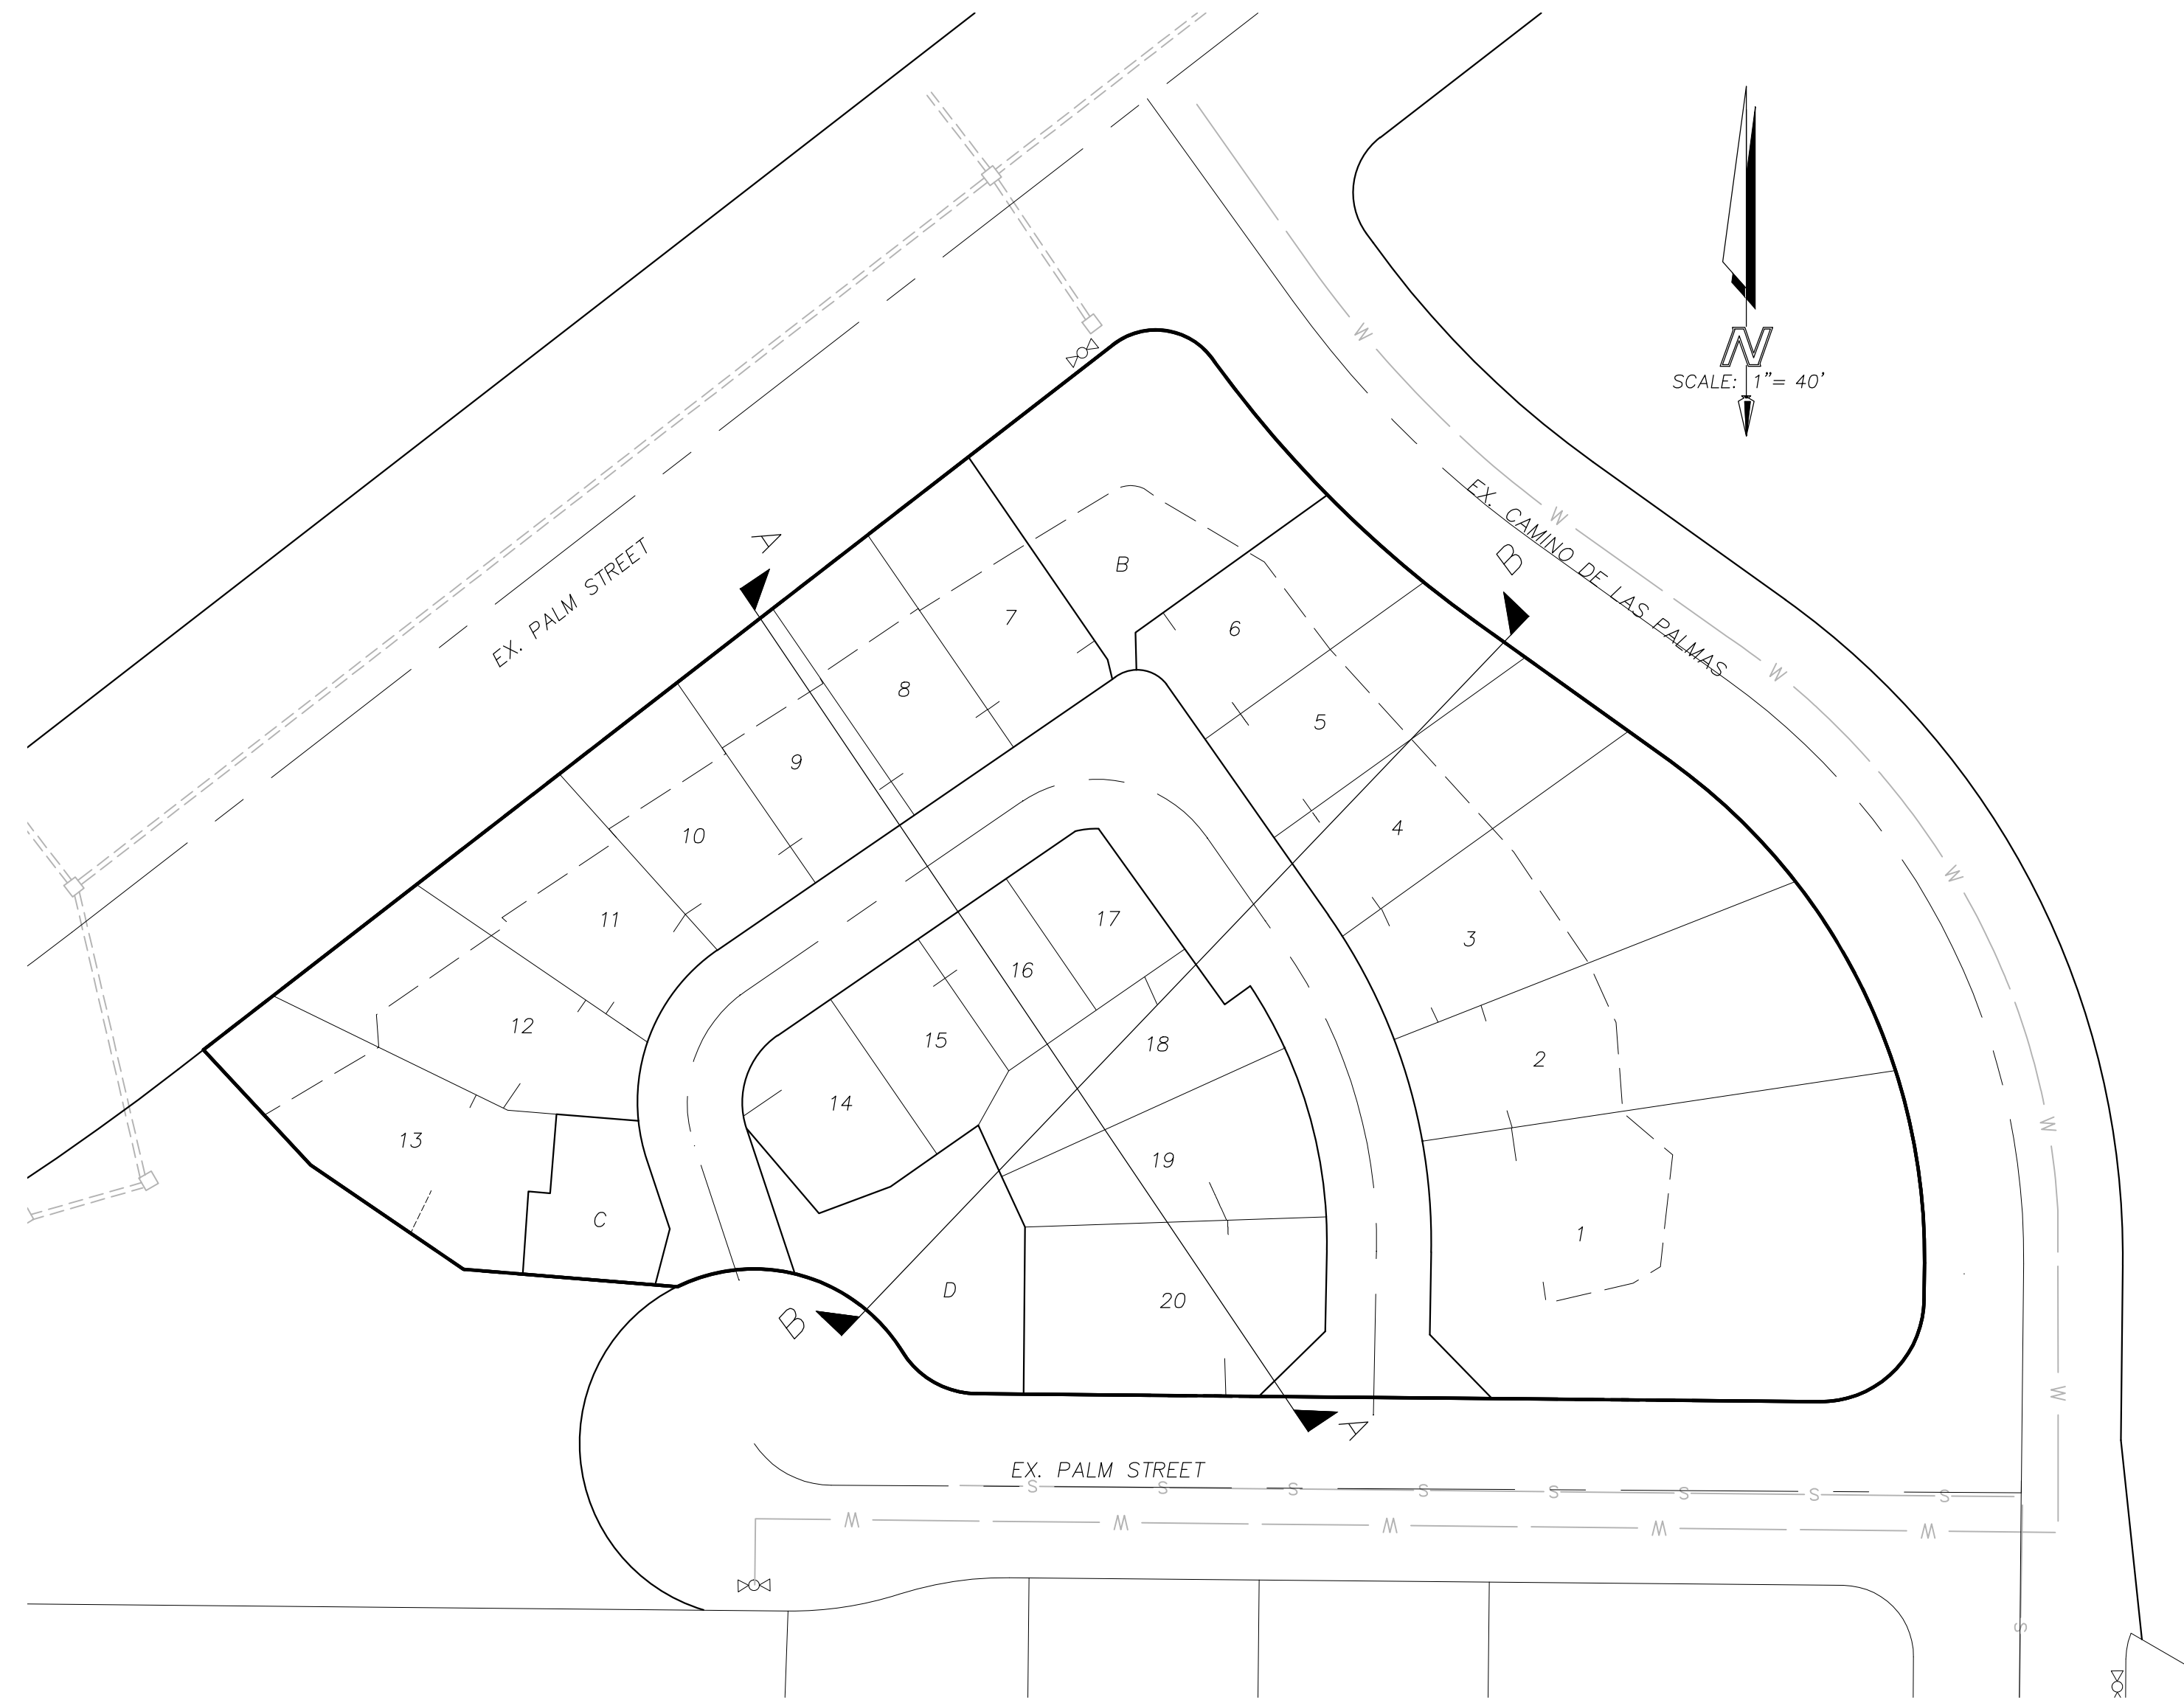 N
SCALE: 1"= 40'
W
EX. CAMINO DE LAS PALMAS
W
W
W
W
W
EX. PALM STREET
A
B
B
7
6
8
5
9
10
4
11
17
3
16
12
15
18
2
14
13
19
C
1
D
20
B
A
EX. PALM STREET
S S S S S S S S
W W W W W
S